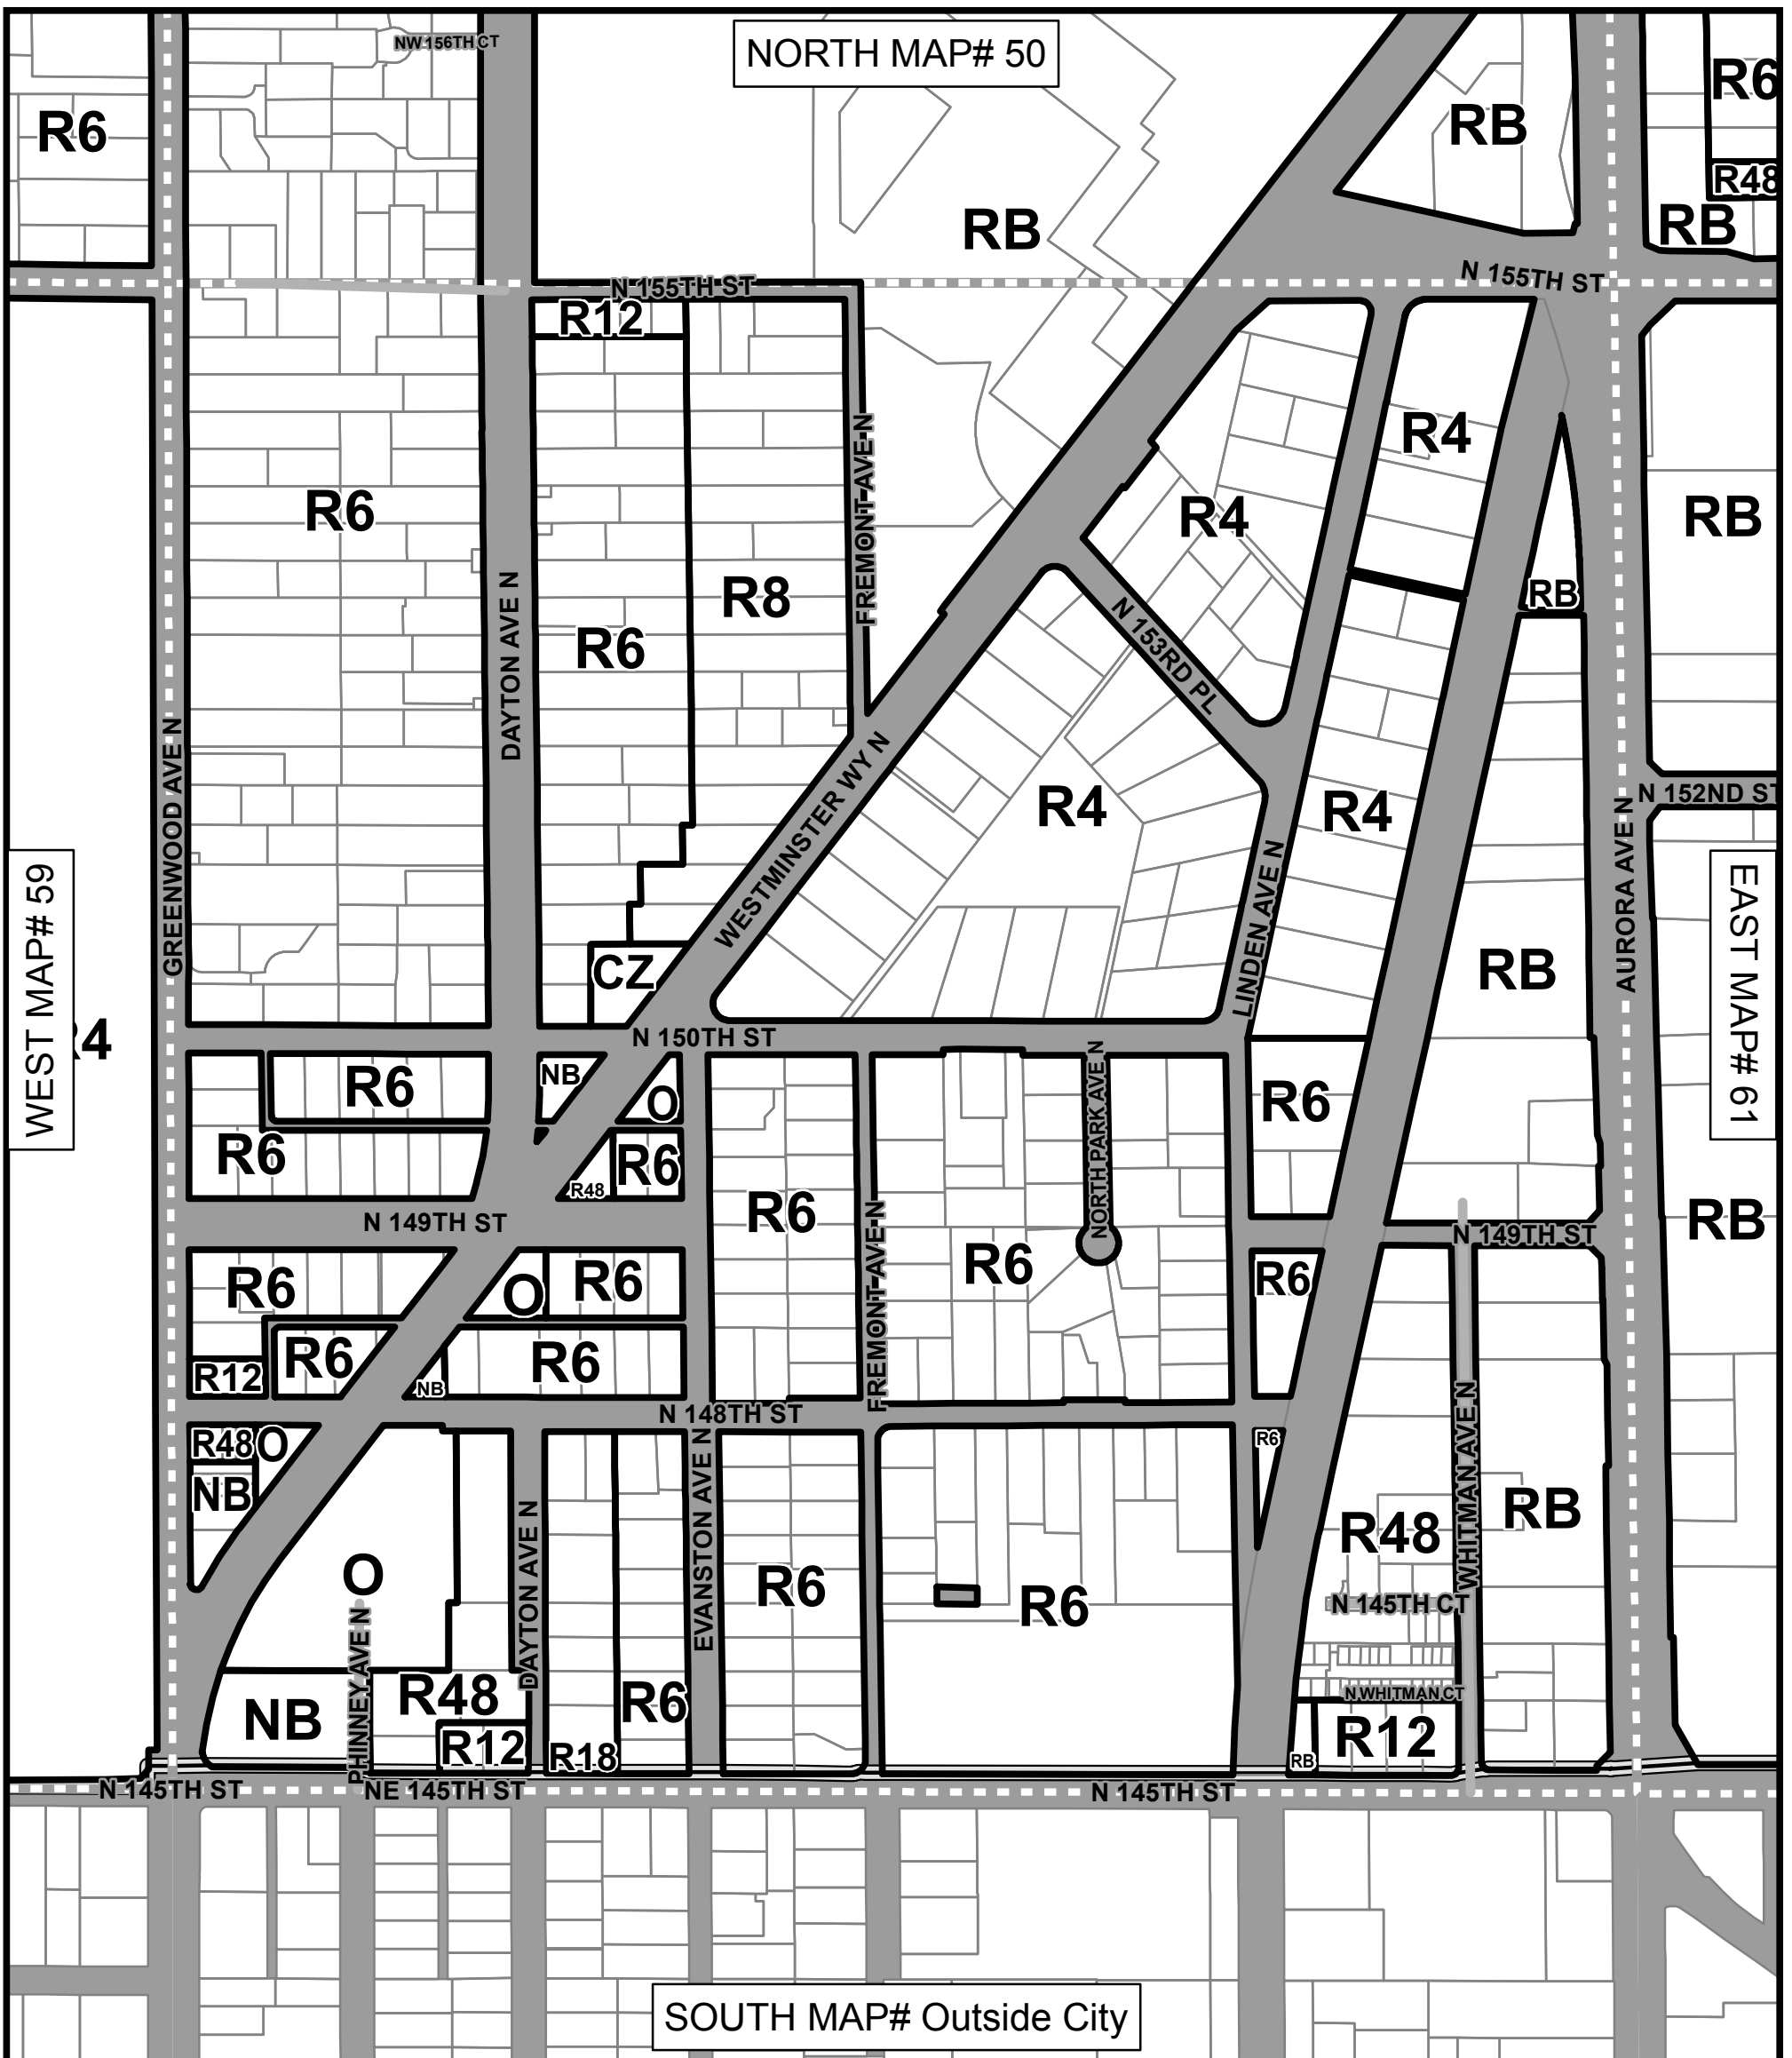 NW 156TH CT
NORTH MAP# 50
R6
RB
R6
R48
RB
RB
N 155TH ST
N 155TH ST
R12
R4
R6
R4
RB
FREMONT AVE N
RB
R8
DAYTON AVE N
R6
N 153RD PL
GREENWOOD AVE N
WESTMINSTER WY N
R4
R4
N 152ND ST
AURORA AVE N
WEST MAP# 59
EAST MAP# 61
LINDEN AVE N
CZ
RB
R4
N 150TH ST
R6
NB
O
NORTH PARK AVE N
R6
R6
R48
R6
R6
RB
N 149TH ST
N 149TH ST
FREMONT AVE N
R6
R6
O
R6
R6
R12
R6
NB
R6
N 148TH ST
R48
O
NB
R6
EVANSTON AVE N
WHITMAN AVE N
RB
R48
O
DAYTON AVE N
R6
R6
N 145TH CT
PHINNEY AVE N
NB
R48
R6
N WHITMAN CT
R12
R18
RB
R12
N 145TH ST
NE 145TH ST
N 145TH ST
SOUTH MAP# Outside City